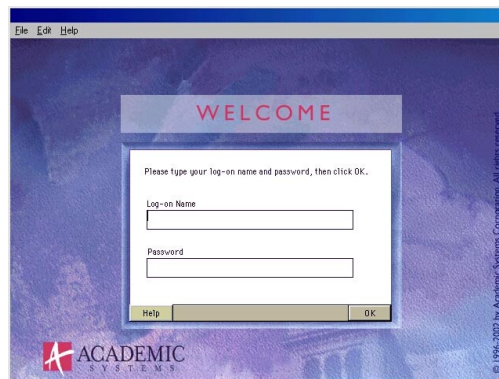 File Edit Help
WELCOME
Please type your log-on name and password, then click OK.
Log-on Name
Password
Help OK
ACADEMIC
SYSTEMS
© 1996-2002 by Academic Systems Corporation. All rights reserved.